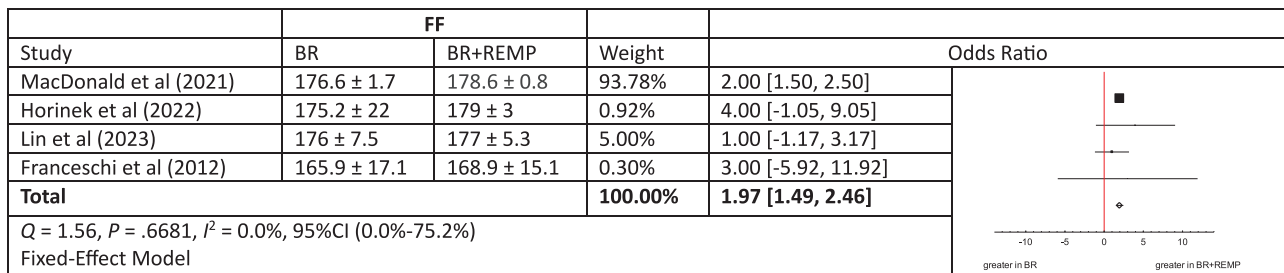 FF
Study BR BR+REMP Weight Odds Ratio
MacDonald et al (2021) 176.6 ± 1.7 178.6 ± 0.8 93.78% 2.00 [1.50, 2.50]
Horinek et al (2022) 175.2 ± 22 179 ± 3 0.92% 4.00 [-1.05, 9.05]
Lin et al (2023) 176 ± 7.5 177 ± 5.3 5.00% 1.00 [-1.17, 3.17]
Franceschi et al (2012) 165.9 ± 17.1 168.9 ± 15.1 0.30% 3.00 [-5.92, 11.92]
Total 100.00% 1.97 [1.49, 2.46]
Q = 1.56, P = .6681, I² = 0.0%, 95%CI (0.0%-75.2%)
Fixed-Effect Model
-10 -5 0 5 10
greater in BR greater in BR+REMP